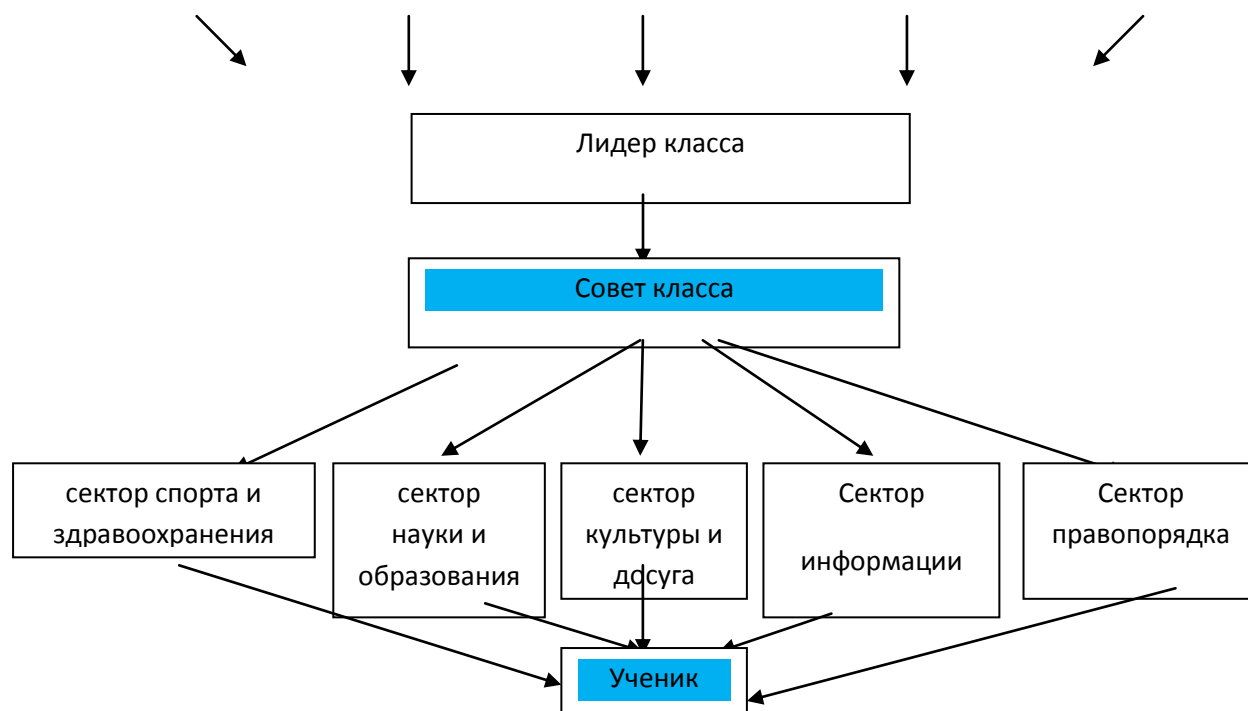 Лидер класса
Совет класса
сектор спорта и
здравоохранения
сектор
науки и
образования
сектор
культуры и
досуга
Сектор
информации
Сектор
правопорядка
Ученик